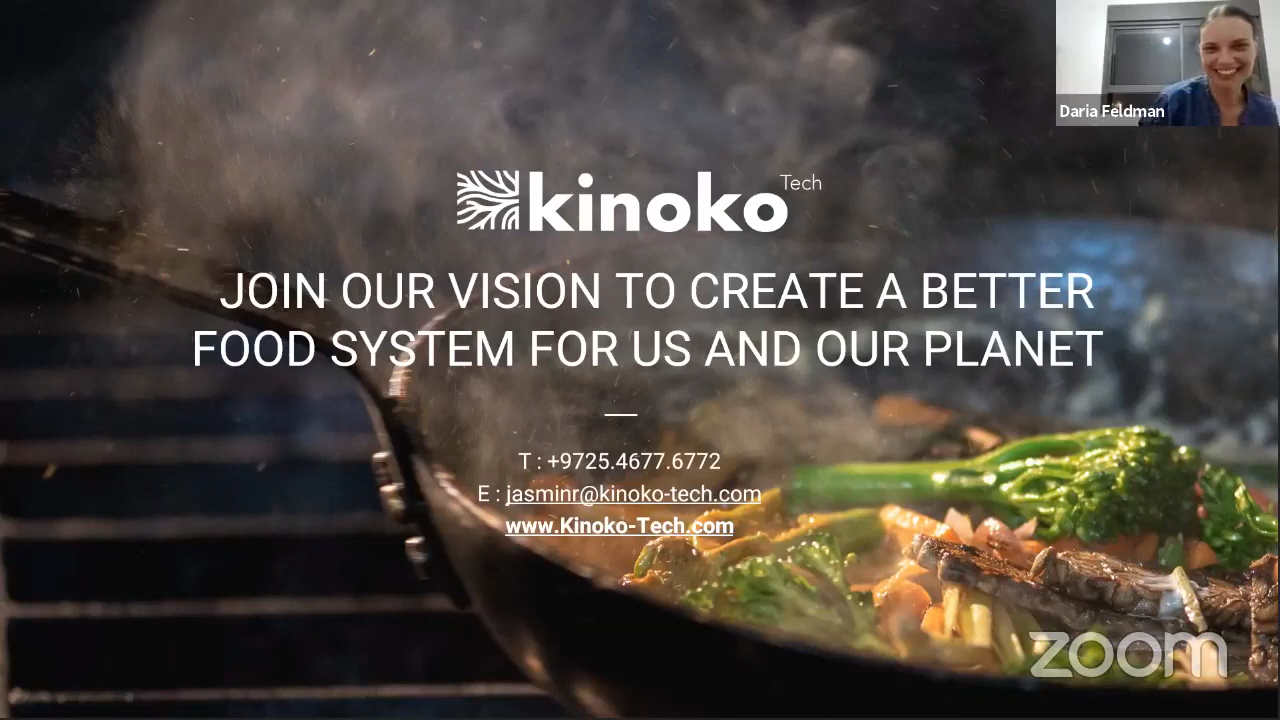 Daria Feldman
kinoko Tech
JOIN OUR VISION TO CREATE A BETTER
FOOD SYSTEM FOR US AND OUR PLANET
T : +9725.4677.6772
E : jasminr@kinoko-tech.com
www.Kinoko-Tech.com
zoom